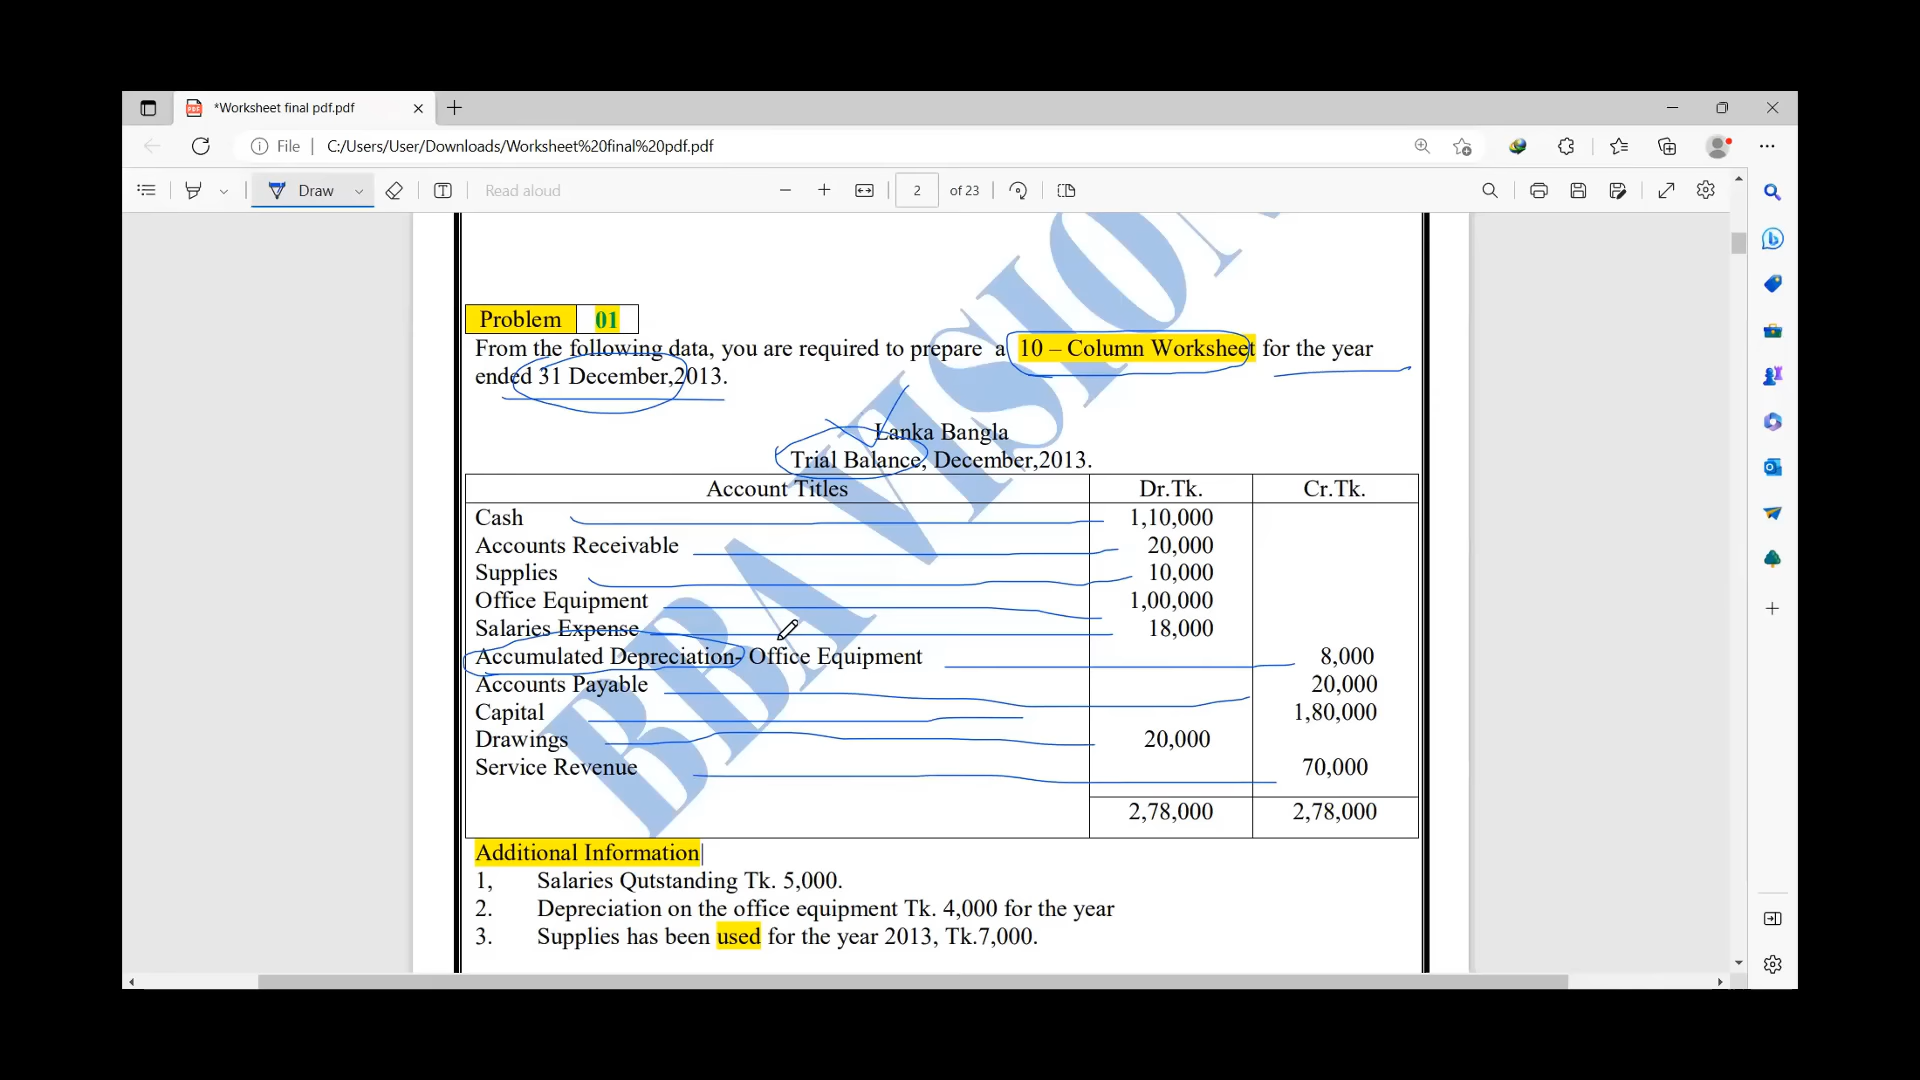 *Worksheet final pdf.pdf
File | C:/Users/User/Downloads/Worksheet%20final%20pdf.pdf
Draw Read aloud 2 of 23
Problem 01
From the following data, you are required to prepare a 10 – Column Worksheet for the year
ended 31 December,2013.
Lanka Bangla
Trial Balance, December,2013.
Account Titles Dr.Tk. Cr.Tk.
Cash 1,10,000
Accounts Receivable 20,000
Supplies 10,000
Office Equipment 1,00,000
Salaries Expense 18,000
Accumulated Depreciation- Office Equipment 8,000
Accounts Payable 20,000
Capital 1,80,000
Drawings 20,000
Service Revenue 70,000
2,78,000 2,78,000
Additional Information
1, Salaries Qutstanding Tk. 5,000.
2. Depreciation on the office equipment Tk. 4,000 for the year
3. Supplies has been used for the year 2013, Tk.7,000.
BBA VISION